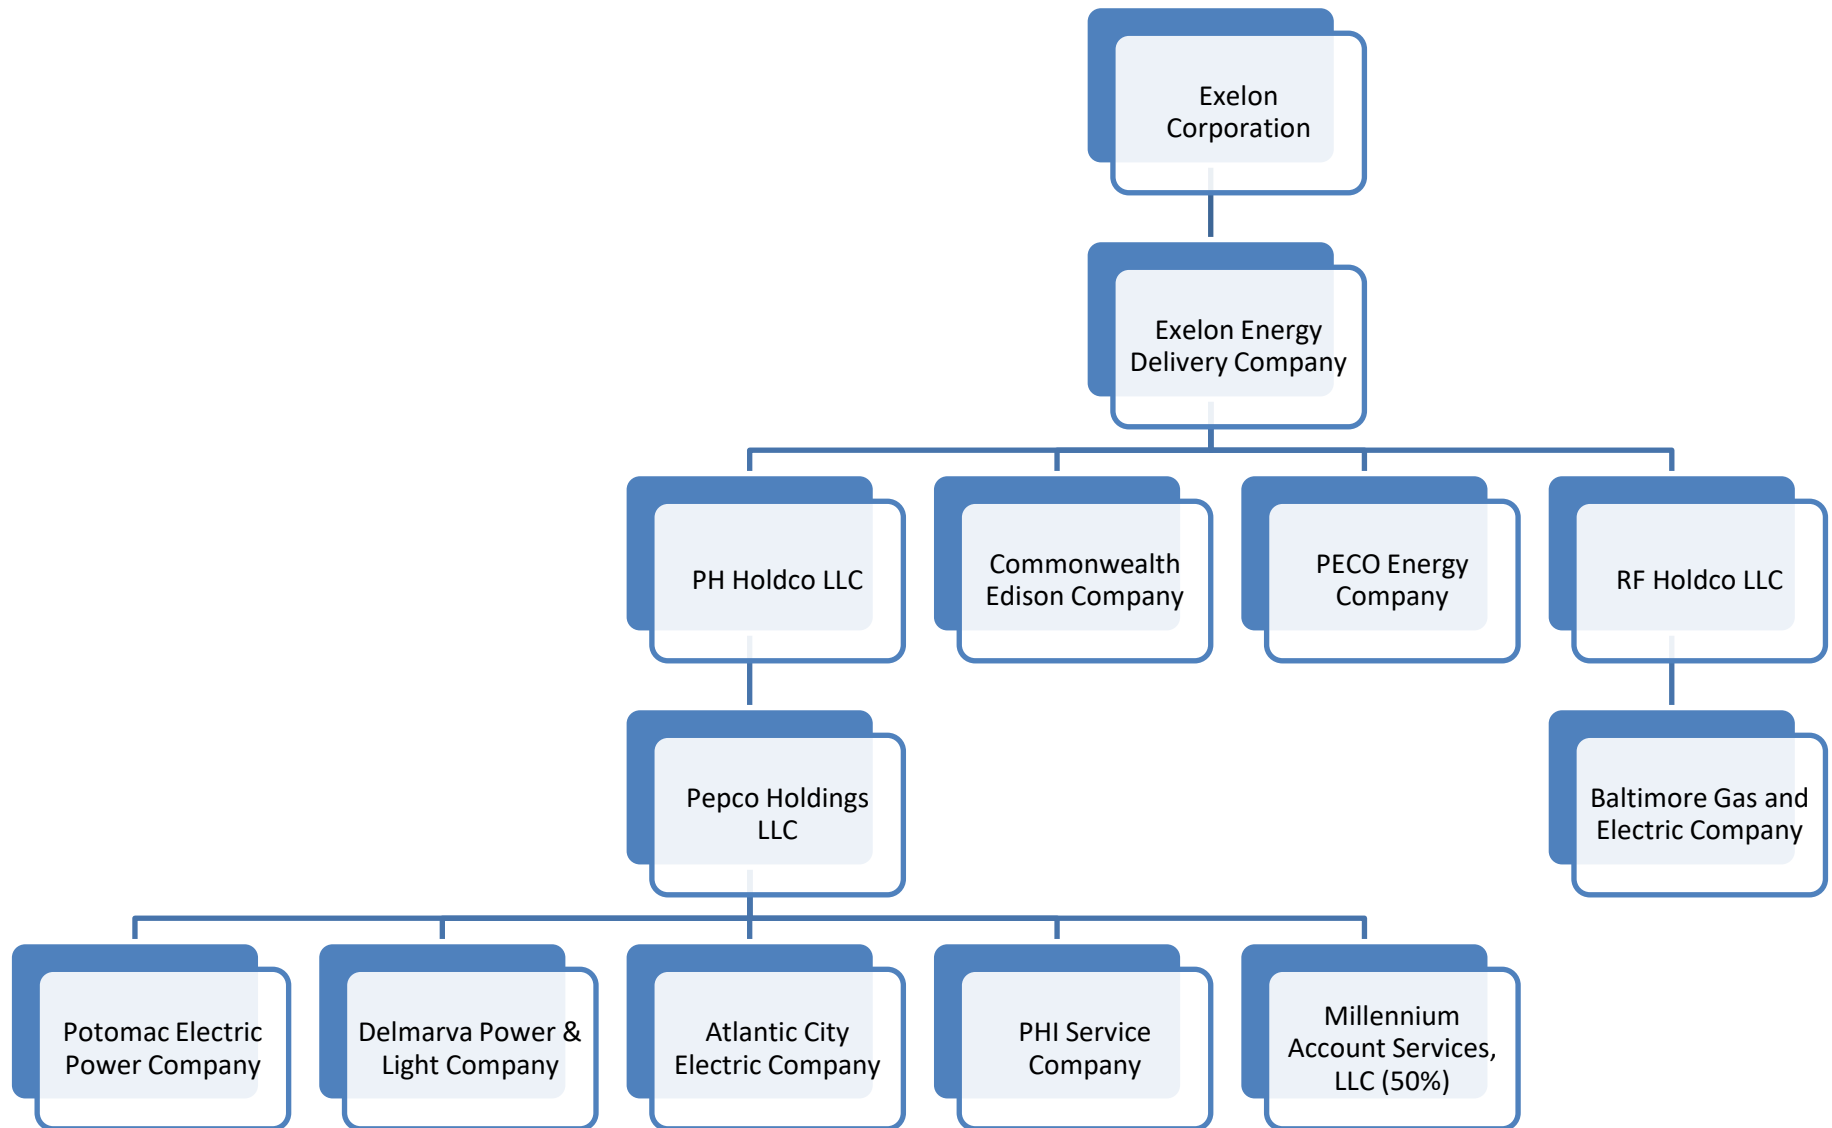 Exelon
Corporation
Exelon Energy
Delivery Company
PH Holdco LLC
Commonwealth
Edison Company
PECO Energy
Company
RF Holdco LLC
Pepco Holdings
LLC
Baltimore Gas and
Electric Company
Potomac Electric
Power Company
Delmarva Power &
Light Company
Atlantic City
Electric Company
PHI Service
Company
Millennium
Account Services,
LLC (50%)